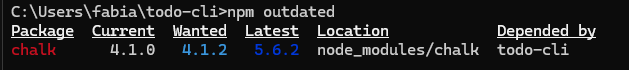 C:\Users\fabia\todo-cli>npm outdated
Package  Current  Wanted  Latest  Location            Depended by
chalk      4.1.0   4.1.2   5.6.2  node_modules/chalk  todo-cli